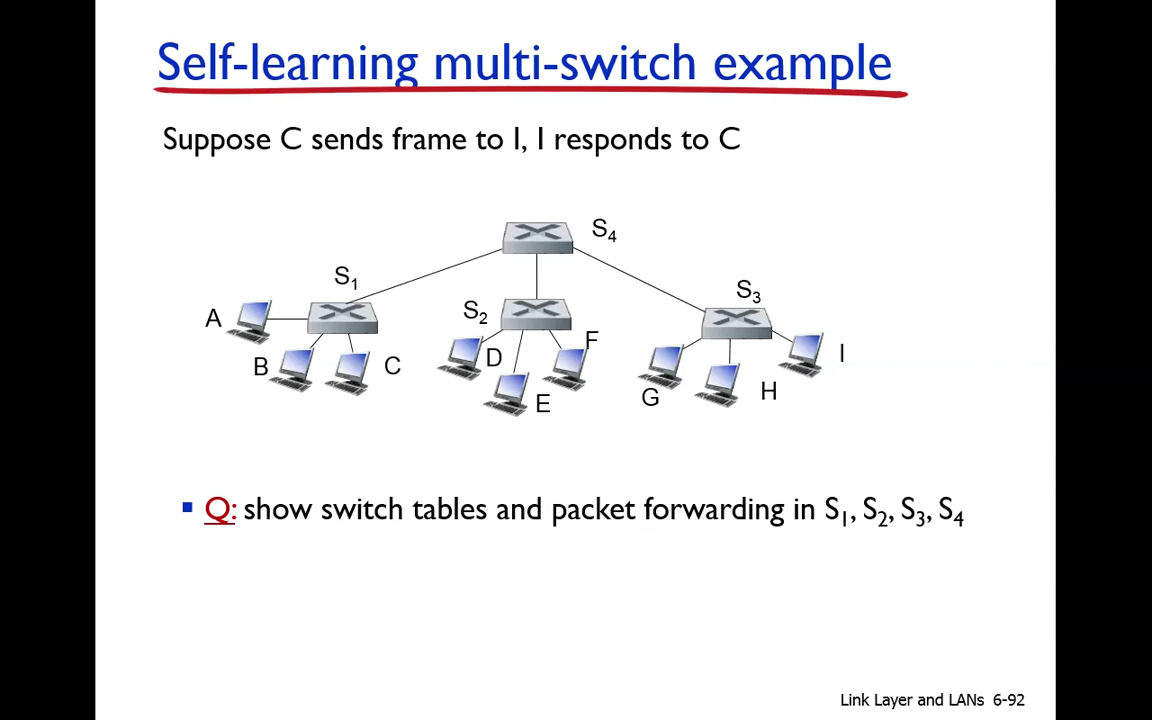 Self-learning multi-switch example
Suppose C sends frame to I, I responds to C
S4
S1
S3
S2
A
F
I
D
B
C
H
G
E
▪ Q: show switch tables and packet forwarding in S1, S2, S3, S4
Link Layer and LANs 6-92